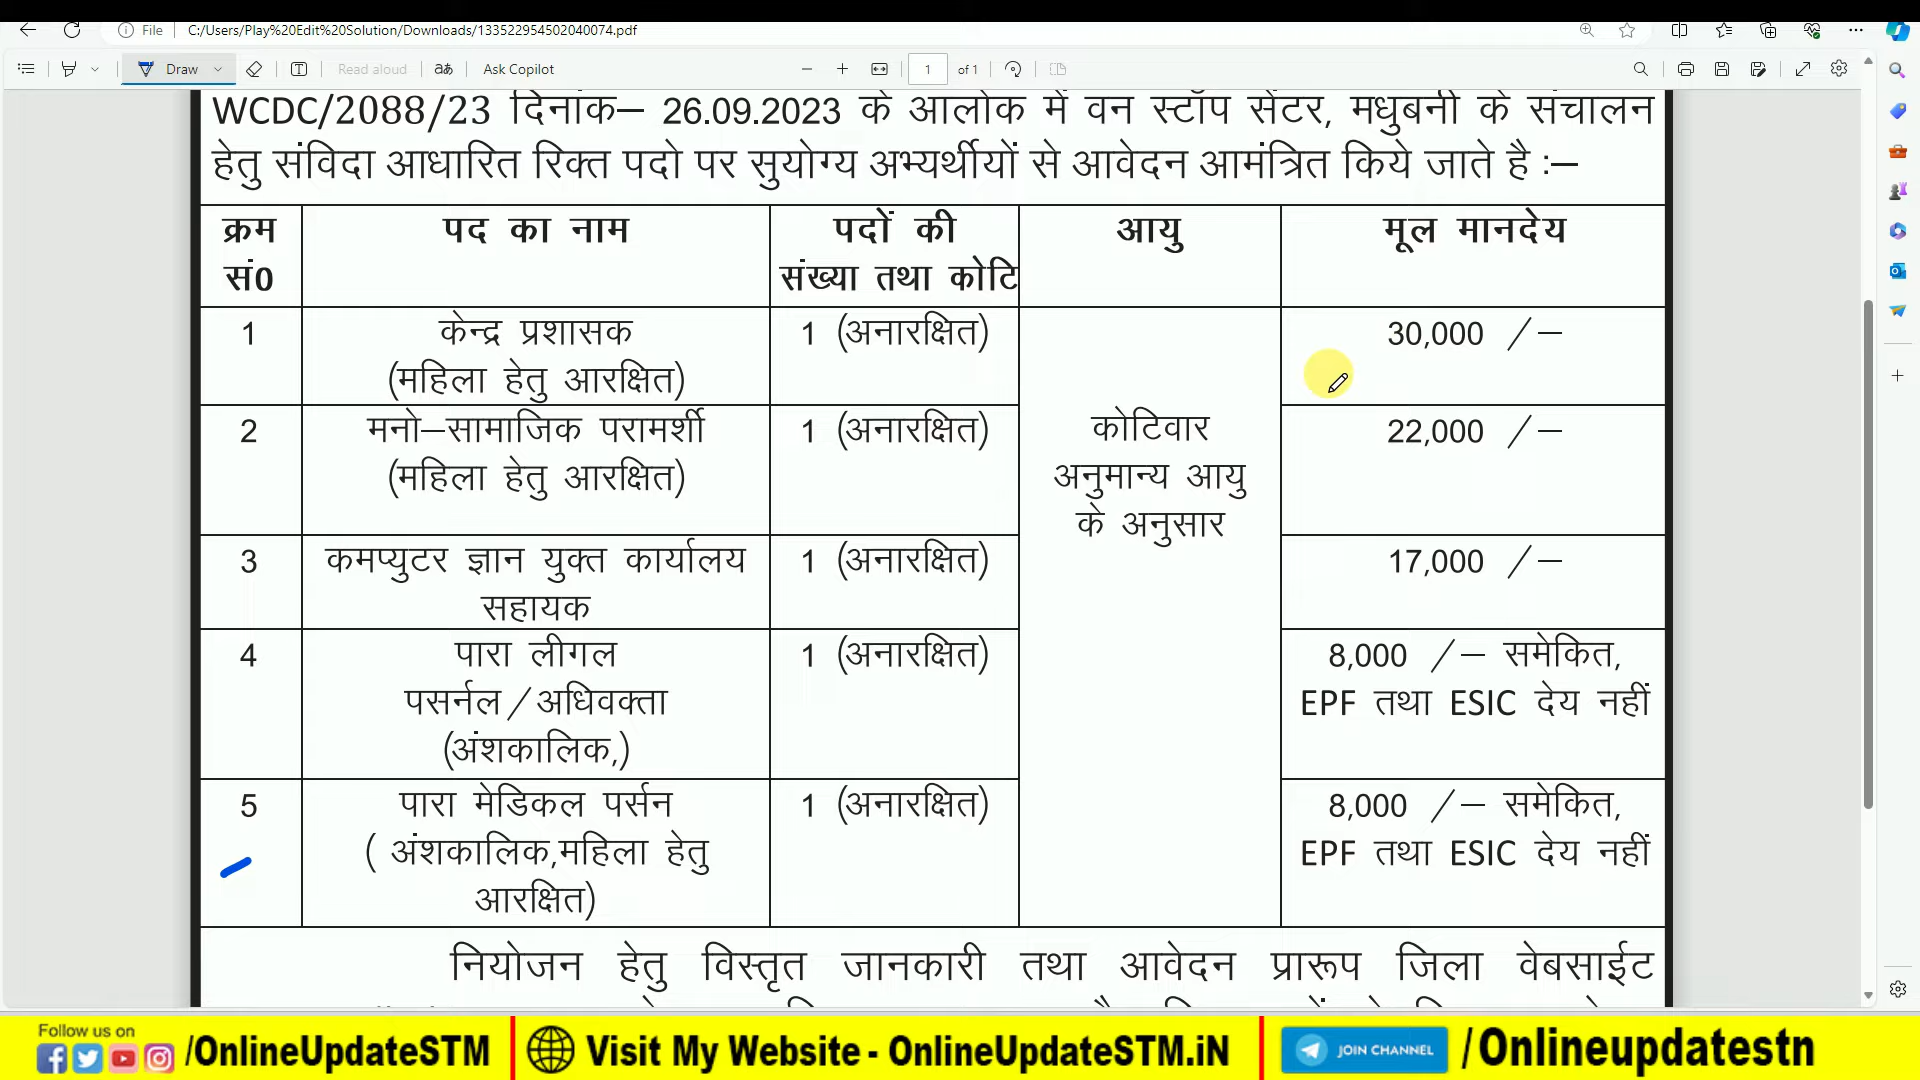 File C:/Users/Play%20Edit%20Solution/Downloads/133522954502040074.pdf
Draw Read aloud aあ Ask Copilot 1 of 1
WCDC/2088/23 दिनांक– 26.09.2023 के आलोक में वन स्टॉप सेंटर, मधुबनी के संचालन
हेतु संविदा आधारित रिक्त पदो पर सुयोग्य अभ्यर्थीयों से आवेदन आमंत्रित किये जाते है :–
क्रम सं0 पद का नाम पदों की संख्या तथा कोटि आयु मूल मानदेय
1 केन्द्र प्रशासक 1 (अनारक्षित) 30,000 /–
(महिला हेतु आरक्षित)
2 मनो–सामाजिक परामर्शी 1 (अनारक्षित) 22,000 /–
(महिला हेतु आरक्षित)
कोटिवार
अनुमान्य आयु
के अनुसार
3 कमप्युटर ज्ञान युक्त कार्यालय 1 (अनारक्षित) 17,000 /–
सहायक
4 पारा लीगल 1 (अनारक्षित) 8,000 /– समेकित,
पसर्नल/अधिवक्ता EPF तथा ESIC देय नहीं
(अंशकालिक,)
5 पारा मेडिकल पर्सन 1 (अनारक्षित) 8,000 /– समेकित,
( अंशकालिक,महिला हेतु EPF तथा ESIC देय नहीं
आरक्षित)
नियोजन हेतु विस्तृत जानकारी तथा आवेदन प्रारूप जिला वेबसाईट
Follow us on
/OnlineUpdateSTM Visit My Website - OnlineUpdateSTM.iN JOIN CHANNEL /Onlineupdatestn